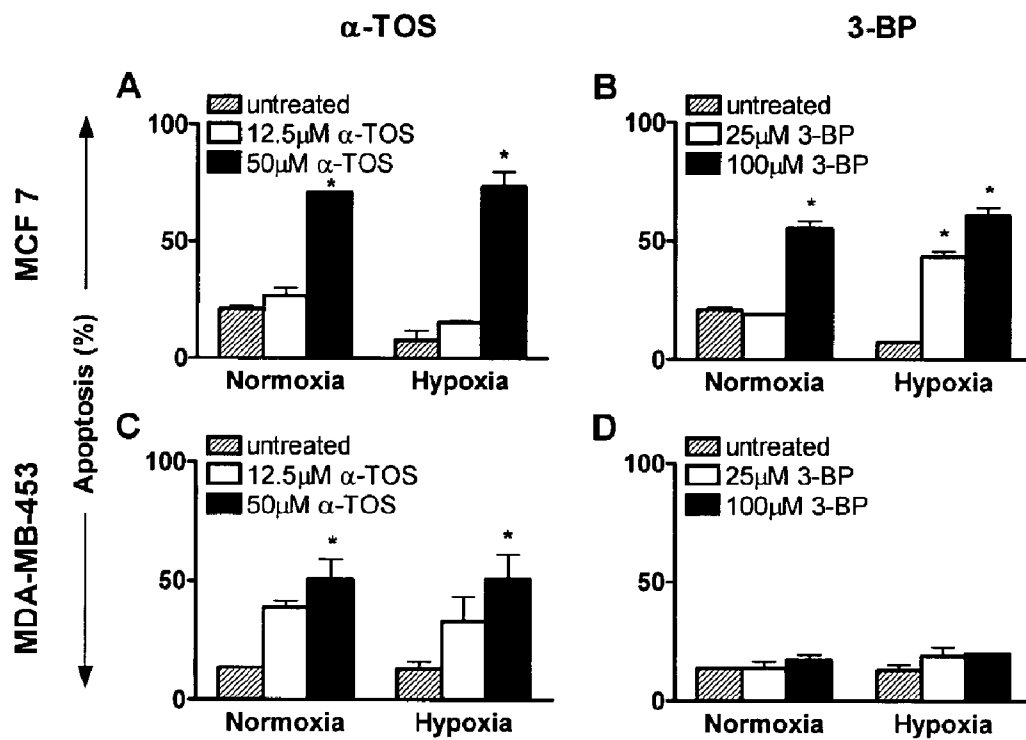 α-TOS
3-BP
A
untreated
12.5μM α-TOS
50μM α-TOS
100
50
0
*
*
Normoxia
Hypoxia
B
untreated
25μM 3-BP
100μM 3-BP
100
50
0
*
*
*
Normoxia
Hypoxia
MCF 7
Apoptosis (%)
MDA-MB-453
C
untreated
12.5μM α-TOS
50μM α-TOS
100
50
0
*
*
Normoxia
Hypoxia
D
untreated
25μM 3-BP
100μM 3-BP
100
50
0
Normoxia
Hypoxia